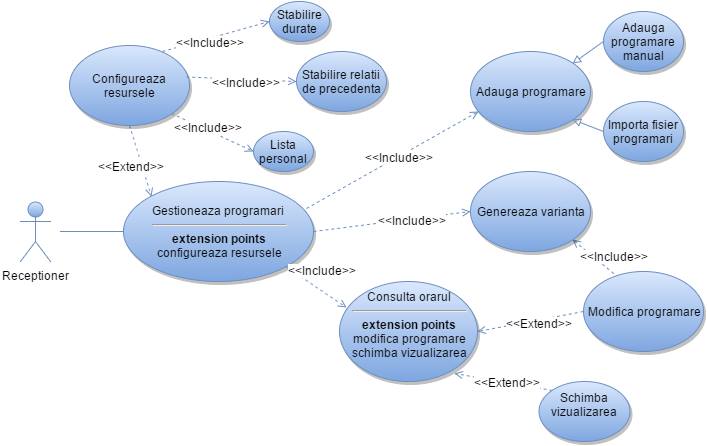 Stabilire
durate
<<Include>>
Configureaza
resursele
<<Include>>
Stabilire relatii
de precedenta
<<Include>>
Lista
personal
<<Extend>>
Adauga
programare
manual
Adauga programare
Importa fisier
programari
<<Include>>
Gestioneaza programari
extension points
configureaza resursele
Receptioner
<<Include>>
Genereaza varianta
<<Include>>
<<Include>>
Consulta orarul
extension points
modifica programare
schimba vizualizarea
<<Extend>>
Modifica programare
<<Extend>>
Schimba
vizualizarea